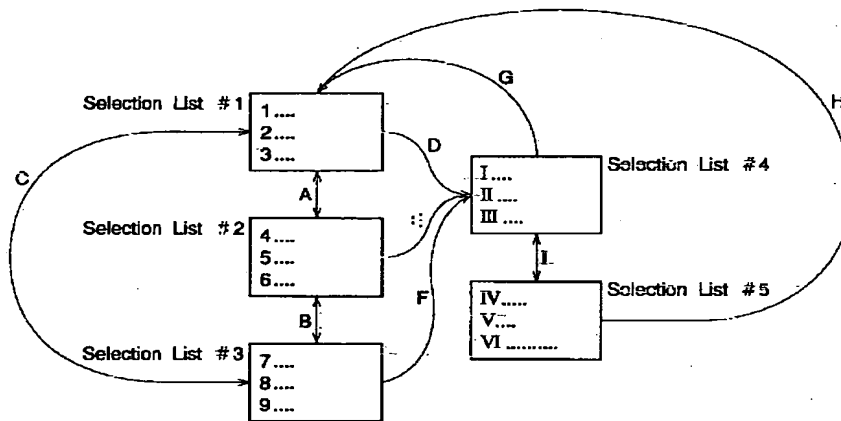 G
H
Selection List #1
1....
2....
3....
D
C
Selection List #4
I....
II....
III....
A
Selection List #2
4....
5....
6....
I
Selection List #5
IV.....
V....
VI..........
F
B
Selection List #3
7....
8....
9....